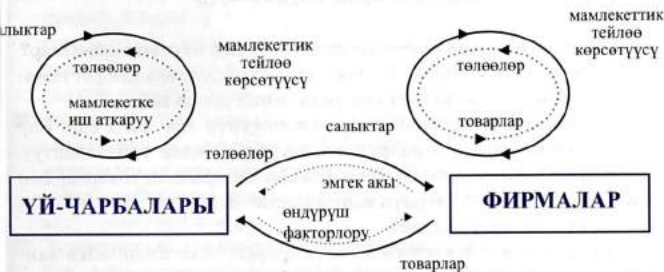 алыктар
төлөөлөр
мамлекетке
иш аткаруу
мамлекеттик
тейлөө
көрсөтүүсү
төлөөлөр
товарлар
мамлекеттик
тейлөө
көрсөтүүсү
салыктар
төлөөлөр
ҮЙ-ЧАРБАЛАРЫ
эмгек акы
өндүрүш
факторлору
ФИРМАЛАР
товарлар